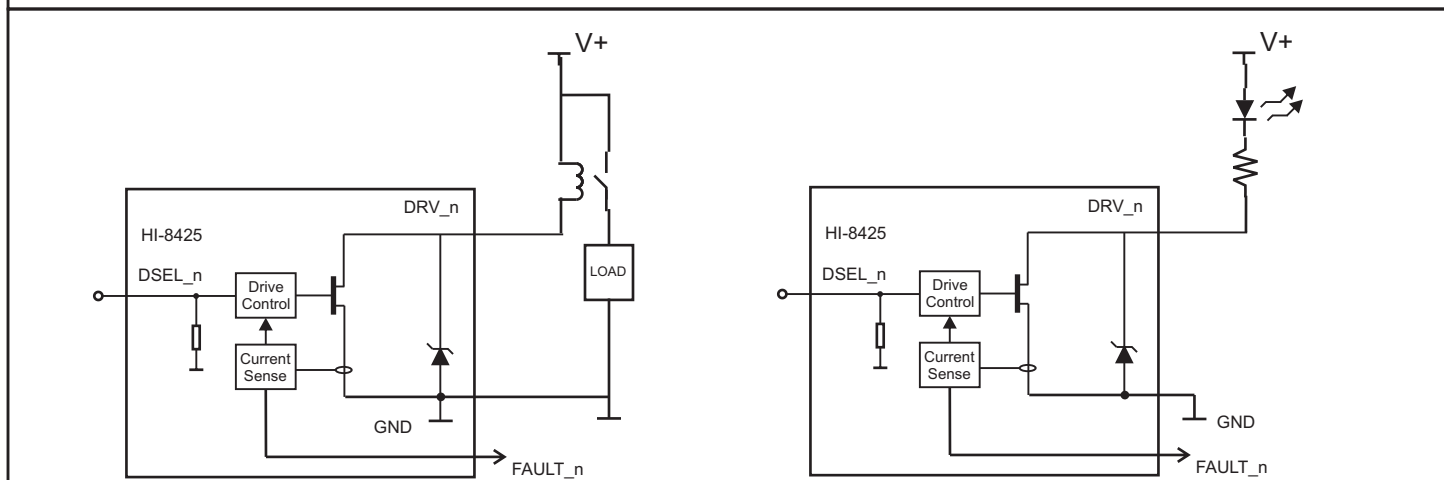 V+
DRV_n
HI-8425
DSEL_n
Drive
Control
LOAD
Current
Sense
GND
FAULT_n
V+
DRV_n
HI-8425
DSEL_n
Drive
Control
Current
Sense
GND
FAULT_n